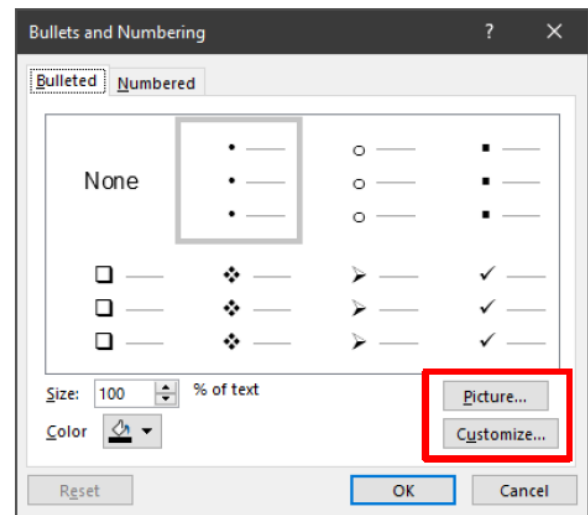 Bullets and Numbering
Bulleted Numbered
None
Size: 100 % of text
Picture...
Color
Customize...
Reset OK Cancel